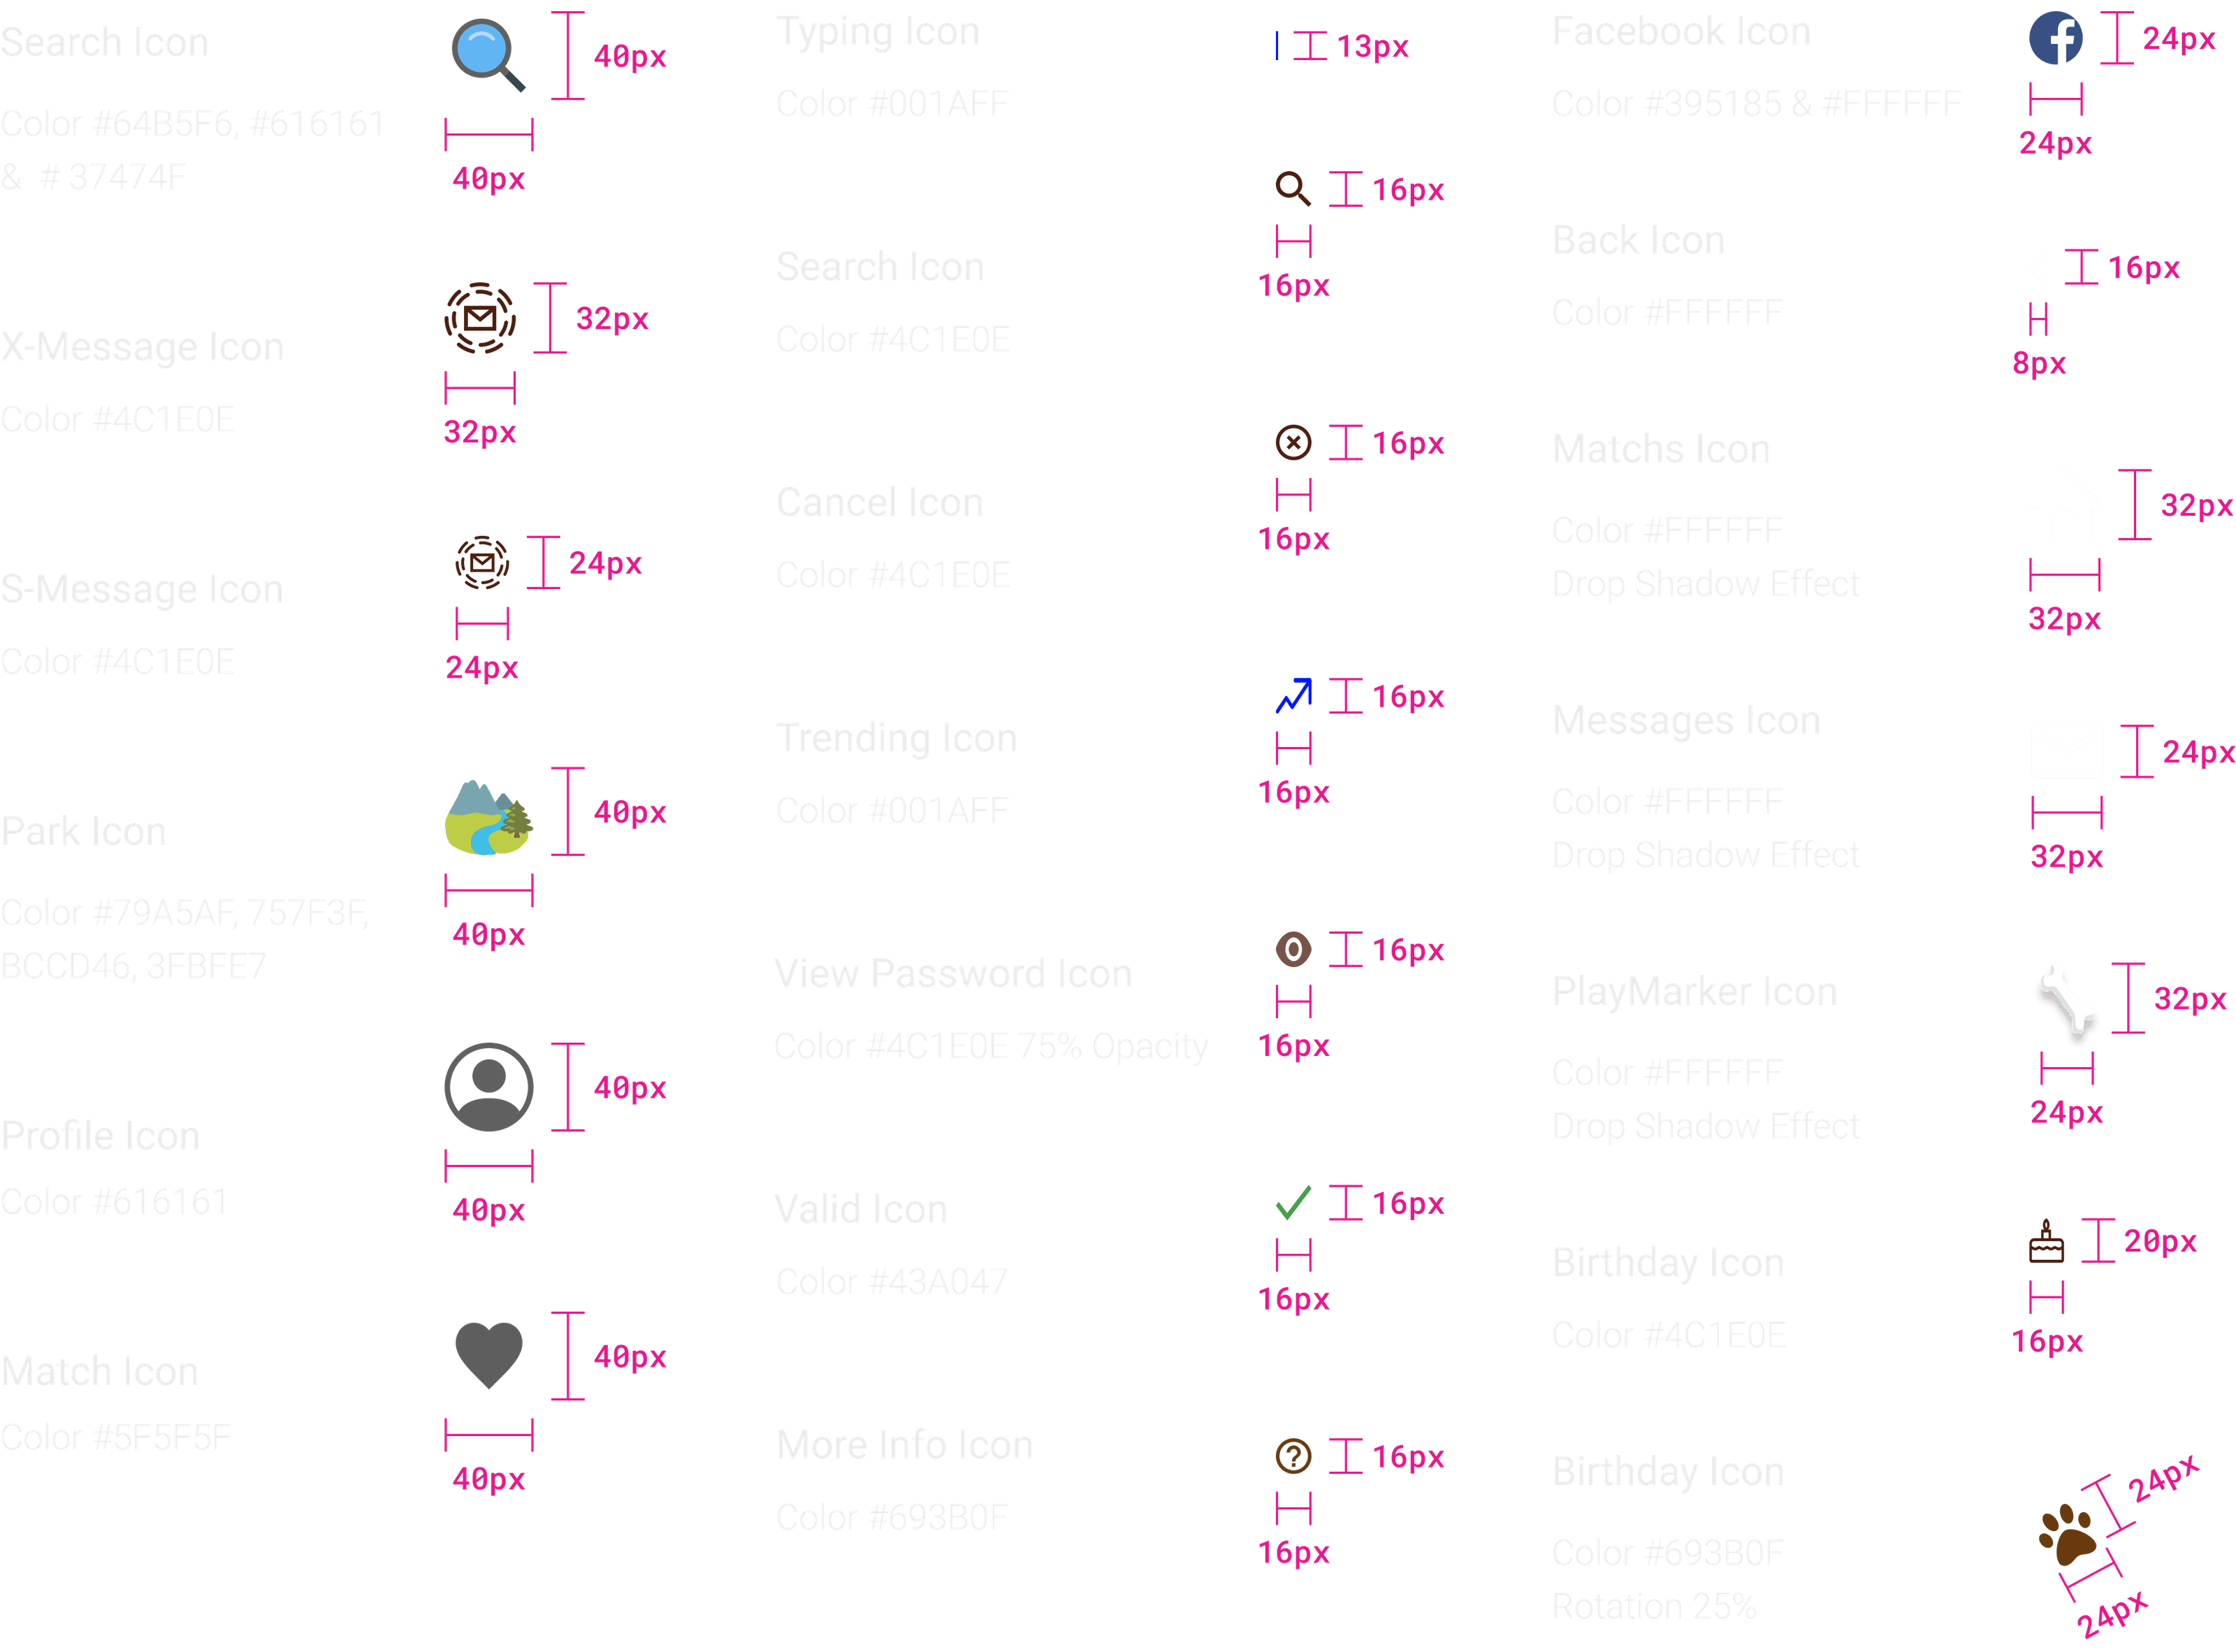 Search Icon
Color #64B5F6, #616161
& # 37474F
40px
40px
X-Message Icon
Color #4C1E0E
32px
32px
S-Message Icon
Color #4C1E0E
24px
24px
Park Icon
Color #79A5AF, 757F3F,
BCCD46, 3FBFE7
40px
40px
Profile Icon
Color #616161
40px
40px
Match Icon
Color #5F5F5F
40px
40px
Typing Icon
Color #001AFF
13px
Search Icon
Color #4C1E0E
16px
16px
Cancel Icon
Color #4C1E0E
16px
16px
Trending Icon
Color #001AFF
16px
16px
View Password Icon
Color #4C1E0E 75% Opacity
16px
16px
Valid Icon
Color #43A047
16px
16px
More Info Icon
Color #693B0F
16px
16px
Facebook Icon
Color #395185 & #FFFFFF
24px
24px
Back Icon
Color #FFFFFF
16px
8px
Matchs Icon
Color #FFFFFF
Drop Shadow Effect
32px
32px
Messages Icon
Color #FFFFFF
Drop Shadow Effect
24px
32px
PlayMarker Icon
Color #FFFFFF
Drop Shadow Effect
32px
24px
Birthday Icon
Color #4C1E0E
20px
16px
Birthday Icon
Color #693B0F
Rotation 25%
24px
24px